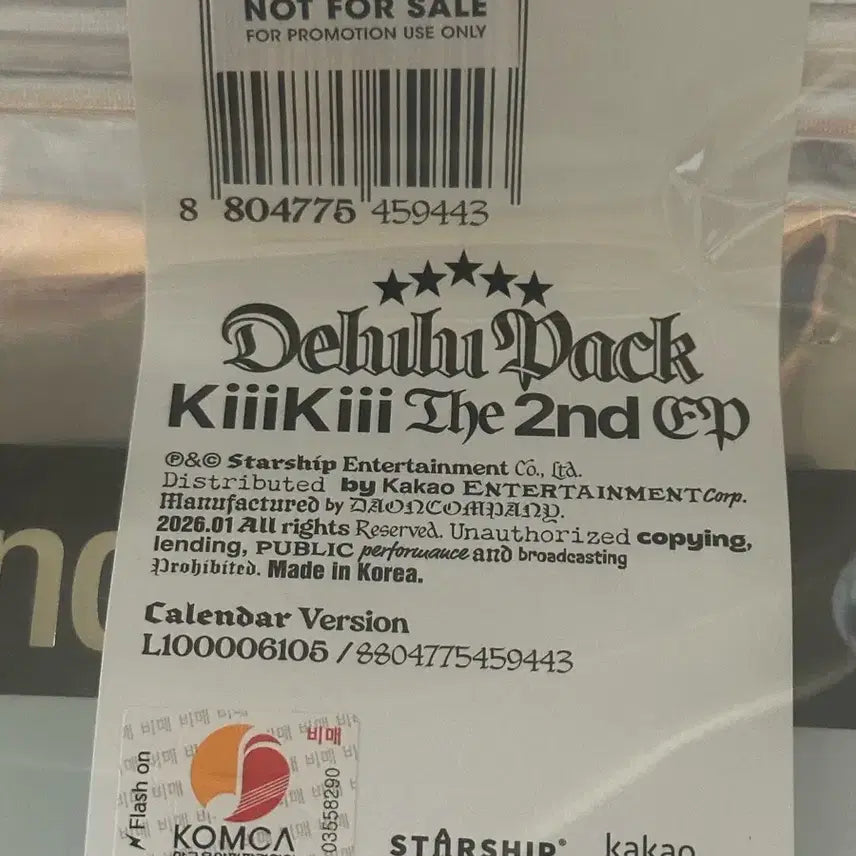 NOT FOR SALE
FOR PROMOTION USE ONLY
8 804775 459443
Delulu Pack
KiiiKiii The 2nd EP
℗&© Starship Entertainment Co., Ltd.
Distributed by Kakao ENTERTAINMENT Corp.
Manufactured by DAONCOMPANY.
2026.01 All rights Reserved. Unauthorized copying,
lending, PUBLIC performance and broadcasting
Prohibited. Made in Korea.
Calendar Version
L100006105 / 8804775459443
비매
Flash on
03558290
KOMCA
STARSHIP
kakao